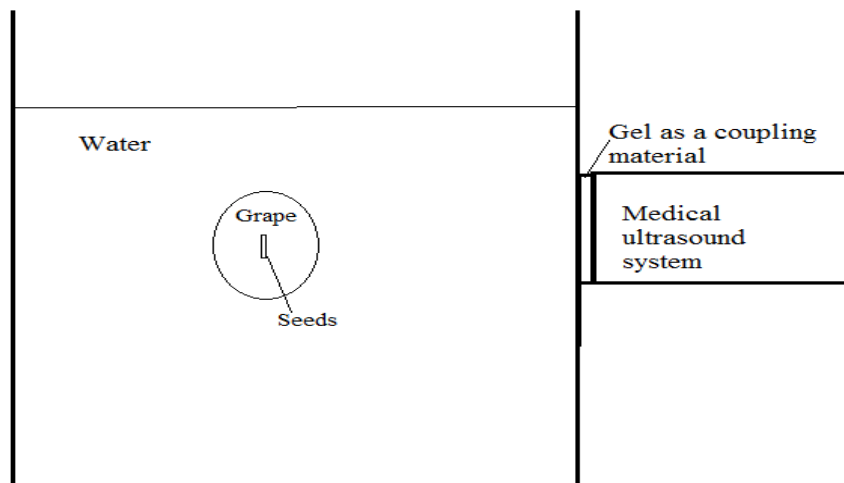 Water
Gel as a coupling
material
Grape
Medical
ultrasound
system
Seeds